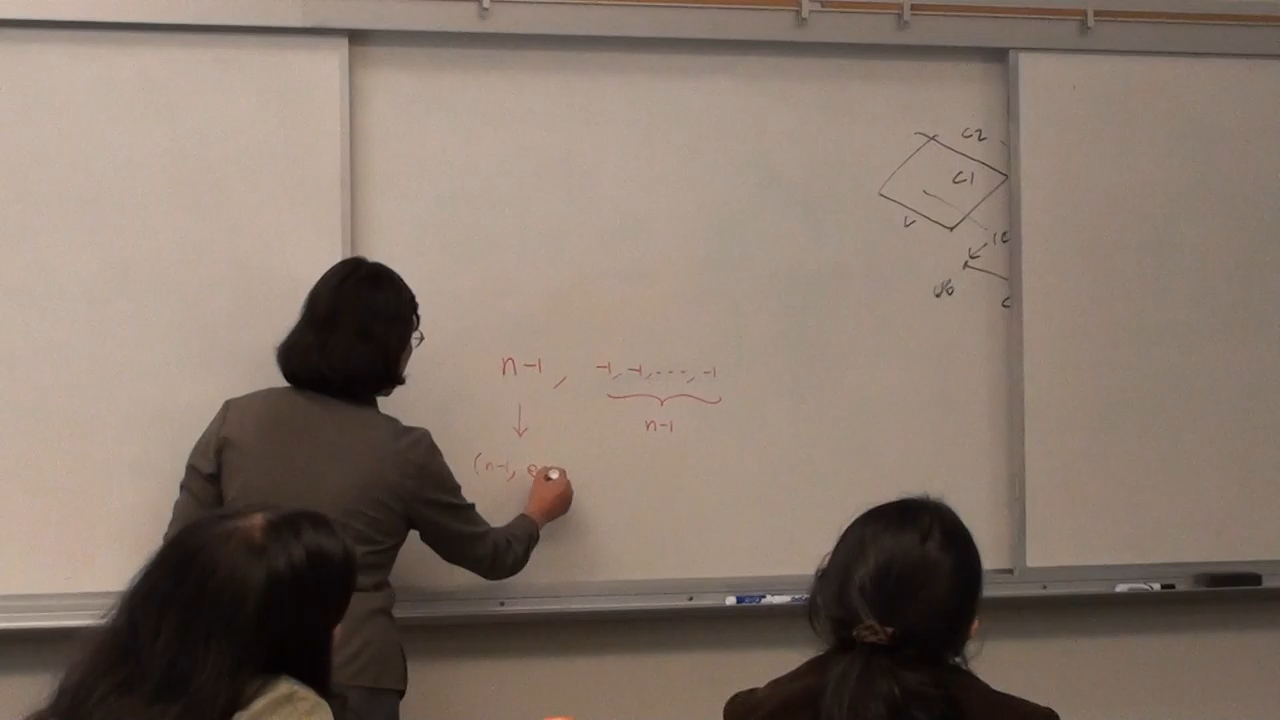 C2
C1
n-1, -1, -1, ---, -1
n-1
(n-1,